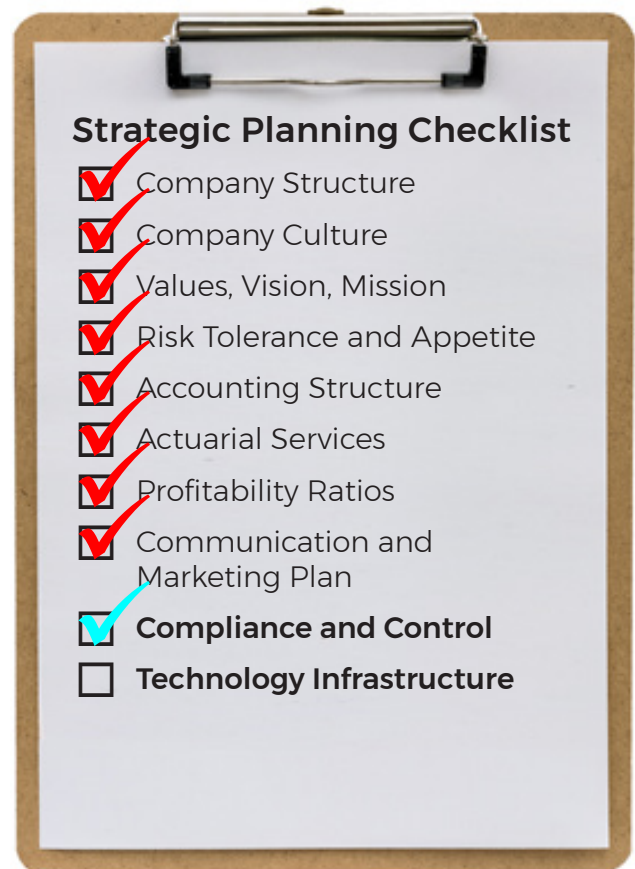 Strategic Planning Checklist
Company Structure
Company Culture
Values, Vision, Mission
Risk Tolerance and Appetite
Accounting Structure
Actuarial Services
Profitability Ratios
Communication and
Marketing Plan
Compliance and Control
Technology Infrastructure